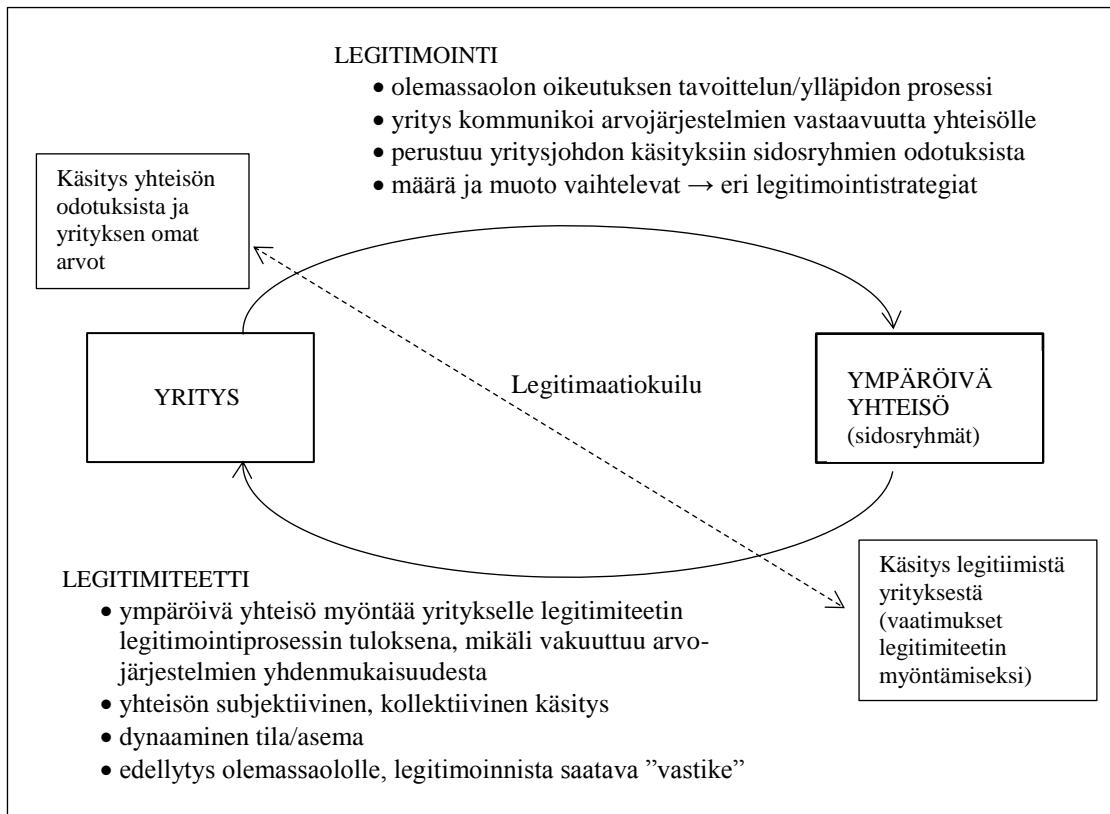 LEGITIMOINTI
• olemassaolon oikeutuksen tavoittelun/ylläpidon prosessi
• yritys kommunikoi arvojärjestelmien vastaavuutta yhteisölle
• perustuu yritysjohdon käsityksiin sidosryhmien odotuksista
• määrä ja muoto vaihtelevat → eri legitimointistrategiat
Käsitys yhteisön
odotuksista ja
yrityksen omat
arvot
YRITYS
Legitimaatiokuilu
YMPÄRÖIVÄ
YHTEISÖ
(sidosryhmät)
LEGITIMITEETTI
• ympäröivä yhteisö myöntää yritykselle legitimiteetin
legitimointiprosessin tuloksena, mikäli vakuuttuu arvo-
järjestelmien yhdenmukaisuudesta
• yhteisön subjektiivinen, kollektiivinen käsitys
• dynaaminen tila/asema
• edellytys olemassaololle, legitimoinnista saatava ”vastike”
Käsitys legitiimistä
yrityksestä
(vaatimukset
legitimiteetin
myöntämiseksi)